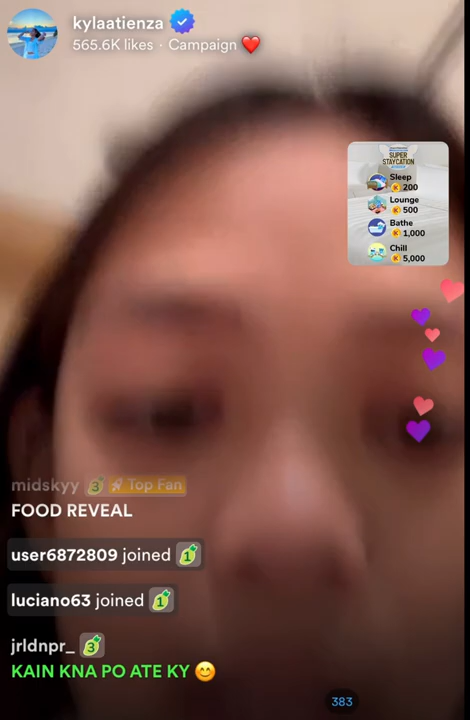 kylaatienza
565.6K likes · Campaign ❤️
SUPER
STAYCATION
Sleep
K 200
Lounge
K 500
Bathe
K 1,000
Chill
K 5,000
midskyy 3 Top Fan
FOOD REVEAL
user6872809 joined 1
luciano63 joined 1
jrldnpr_ 3
KAIN KNA PO ATE KY 😊
383